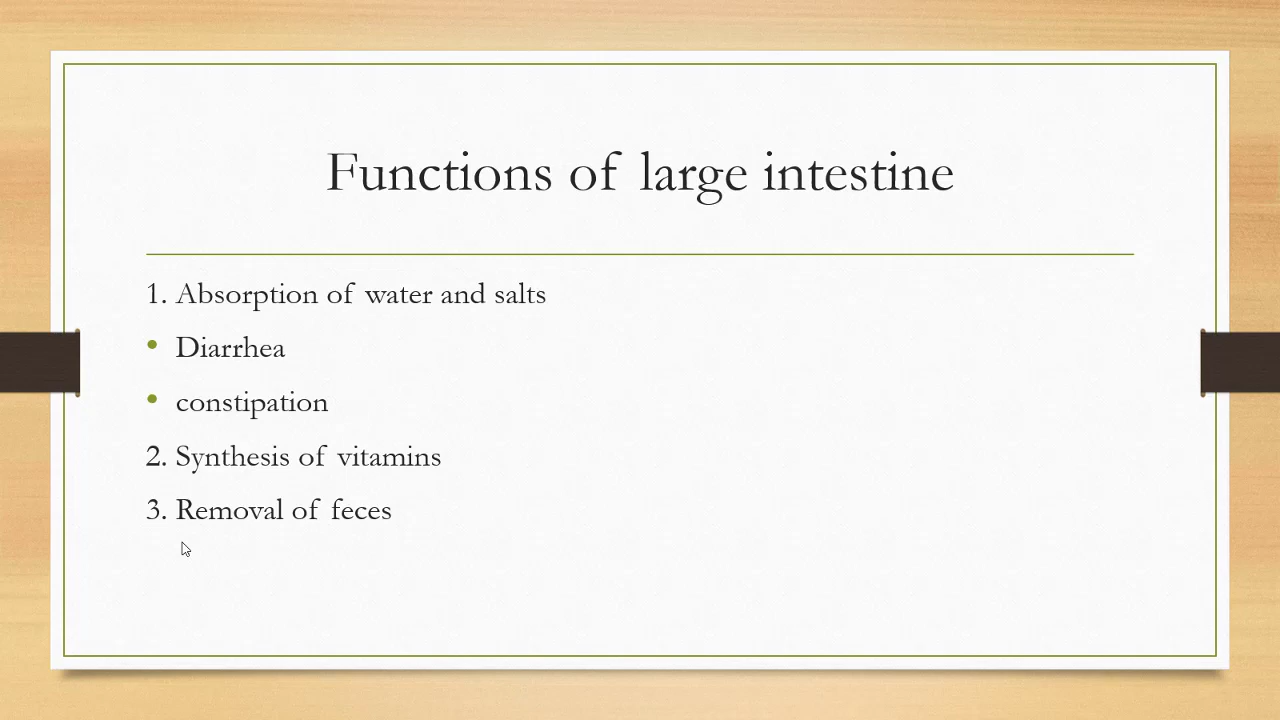 Functions of large intestine
1. Absorption of water and salts
• Diarrhea
• constipation
2. Synthesis of vitamins
3. Removal of feces